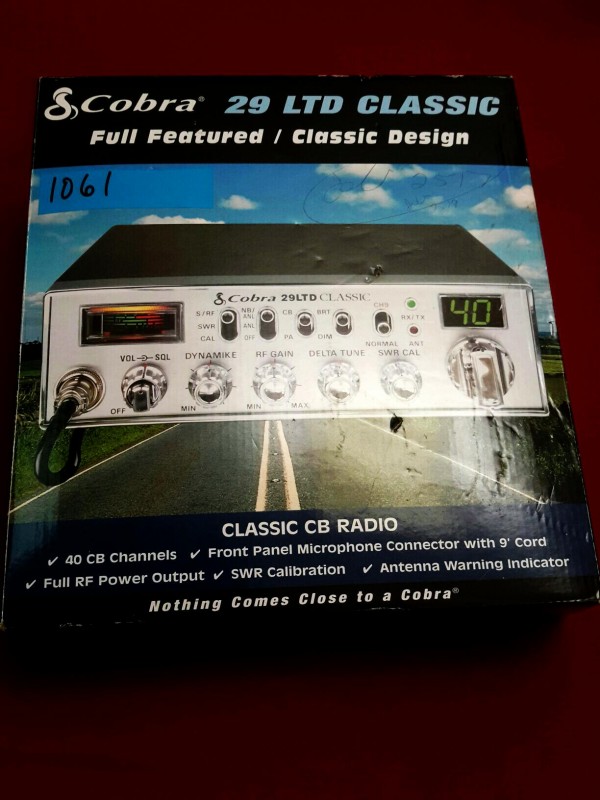 Cobra® 29 LTD CLASSIC
Full Featured / Classic Design
1061
Cobra 29LTD CLASSIC
S/RF SWR CAL
NB/ANL ANL OFF
CB PA
BRT DIM
CH9 NORMAL
RX/TX
ANT
40
VOL SQL OFF
DYNAMIKE MIN
RF GAIN MIN MAX
DELTA TUNE
SWR CAL
CLASSIC CB RADIO
✓ 40 CB Channels ✓ Front Panel Microphone Connector with 9' Cord
✓ Full RF Power Output ✓ SWR Calibration ✓ Antenna Warning Indicator
Nothing Comes Close to a Cobra®